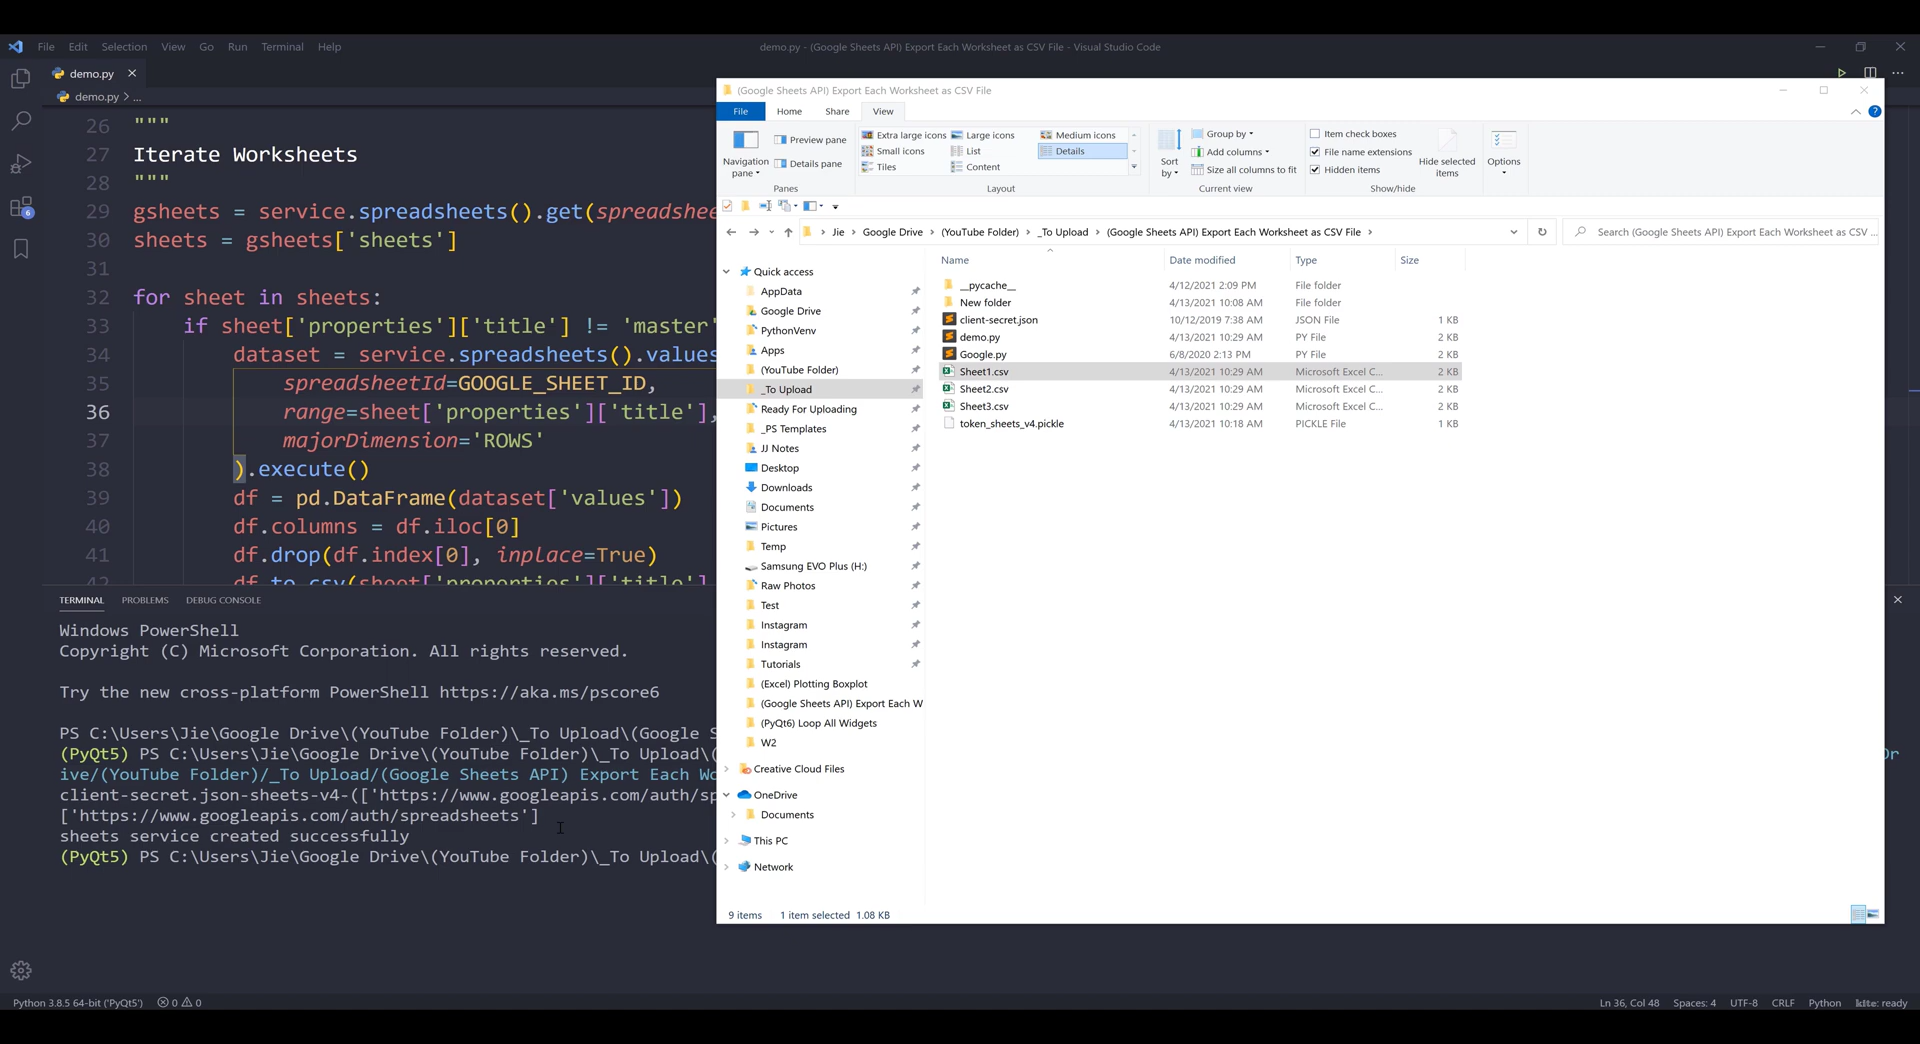 File Edit Selection View Go Run Terminal Help
demo.py - (Google Sheets API) Export Each Worksheet as CSV File - Visual Studio Code
demo.py
demo.py > ...
26 """
27 Iterate Worksheets
28 """
29 gsheets = service.spreadsheets().get(spreadshee
30 sheets = gsheets['sheets']
31
32 for sheet in sheets:
33 if sheet['properties']['title'] != 'master'
34 dataset = service.spreadsheets().values
35 spreadsheetId=GOOGLE_SHEET_ID,
36 range=sheet['properties']['title'],
37 majorDimension='ROWS'
38 ).execute()
39 df = pd.DataFrame(dataset['values'])
40 df.columns = df.iloc[0]
41 df.drop(df.index[0], inplace=True)
42 df.to_csv(sheet['properties']['title']
TERMINAL PROBLEMS DEBUG CONSOLE
Windows PowerShell
Copyright (C) Microsoft Corporation. All rights reserved.
Try the new cross-platform PowerShell https://aka.ms/pscore6
PS C:\Users\Jie\Google Drive\(YouTube Folder)\_To Upload\(Google S
(PyQt5) PS C:\Users\Jie\Google Drive\(YouTube Folder)\_To Upload\( Dr
ive/(YouTube Folder)/_To Upload/(Google Sheets API) Export Each Wo
client-secret.json-sheets-v4-(['https://www.googleapis.com/auth/sp
['https://www.googleapis.com/auth/spreadsheets']
sheets service created successfully
(PyQt5) PS C:\Users\Jie\Google Drive\(YouTube Folder)\_To Upload\(
(Google Sheets API) Export Each Worksheet as CSV File
File Home Share View
Navigation pane
Preview pane
Details pane
Panes
Extra large icons Large icons Medium icons
Small icons List Details
Tiles Content
Layout
Sort by
Group by
Add columns
Size all columns to fit
Current view
Item check boxes
File name extensions
Hidden items
Hide selected items
Show/hide
Options
Jie > Google Drive > (YouTube Folder) > _To Upload > (Google Sheets API) Export Each Worksheet as CSV File >
Search (Google Sheets API) Export Each Worksheet as CSV ...
Quick access
AppData
Google Drive
PythonVenv
Apps
(YouTube Folder)
_To Upload
Ready For Uploading
_PS Templates
JJ Notes
Desktop
Downloads
Documents
Pictures
Temp
Samsung EVO Plus (H:)
Raw Photos
Test
Instagram
Instagram
Tutorials
(Excel) Plotting Boxplot
(Google Sheets API) Export Each W
(PyQt6) Loop All Widgets
W2
Creative Cloud Files
OneDrive
Documents
This PC
Network
Name Date modified Type Size
__pycache__ 4/12/2021 2:09 PM File folder
New folder 4/13/2021 10:08 AM File folder
client-secret.json 10/12/2019 7:38 AM JSON File 1 KB
demo.py 4/13/2021 10:29 AM PY File 2 KB
Google.py 6/8/2020 2:13 PM PY File 2 KB
Sheet1.csv 4/13/2021 10:29 AM Microsoft Excel C... 2 KB
Sheet2.csv 4/13/2021 10:29 AM Microsoft Excel C... 2 KB
Sheet3.csv 4/13/2021 10:29 AM Microsoft Excel C... 2 KB
token_sheets_v4.pickle 4/13/2021 10:18 AM PICKLE File 1 KB
9 items 1 item selected 1.08 KB
6
Python 3.8.5 64-bit ('PyQt5') 0 0
Ln 36, Col 48 Spaces: 4 UTF-8 CRLF Python kite: ready